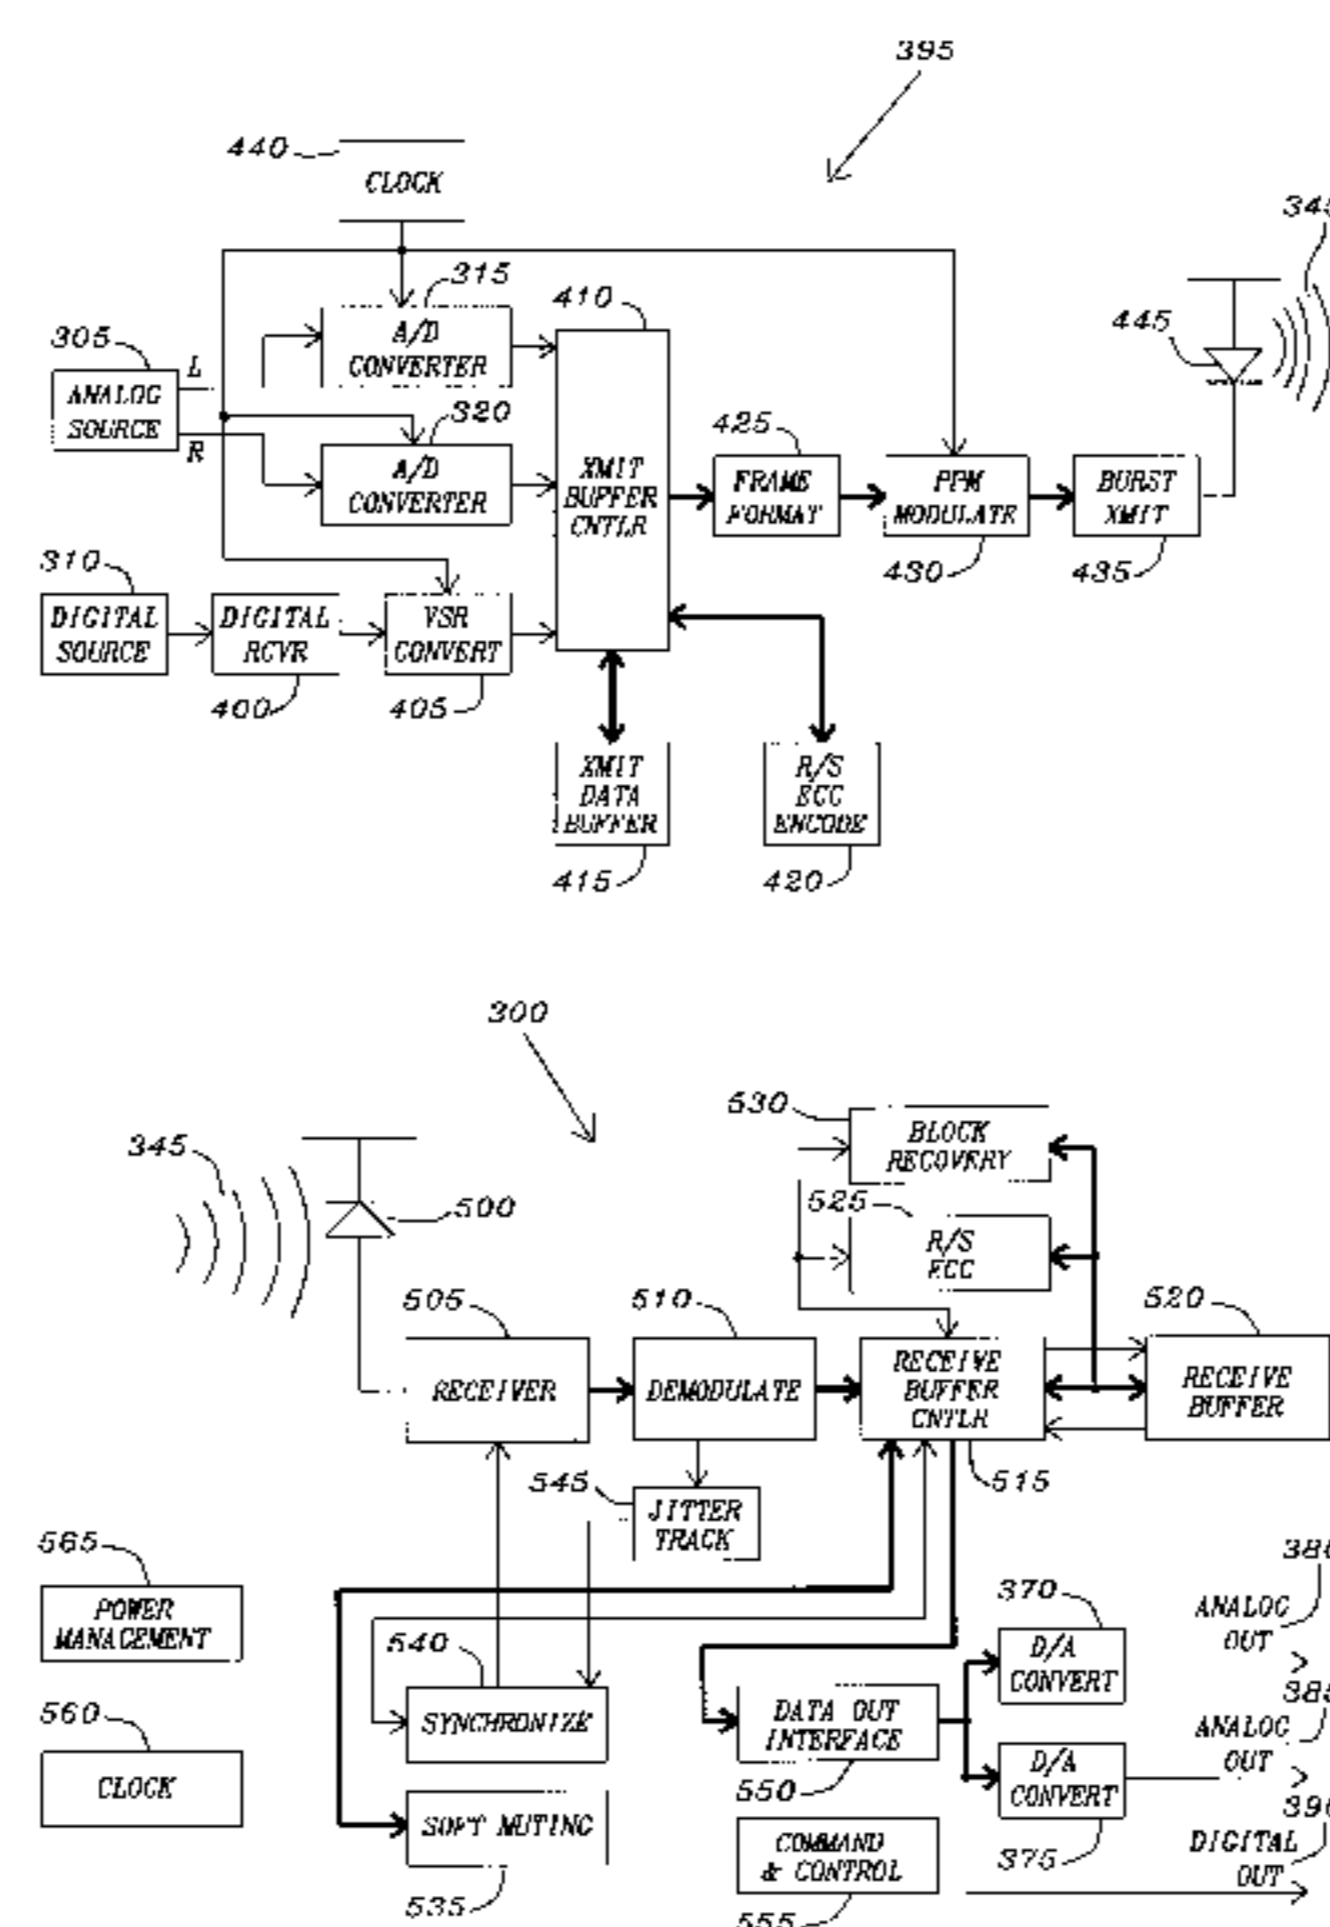 395
440
CLOCK
345
315
410
A/D
CONVERTER
445
305
L
ANALOG
SOURCE
R
320
425
A/D
CONVERTER
XMIT
BUFFER
CNTLR
FRAME
FORMAT
PPM
MODULATR
BURST
XMIT
310
430
435
DIGITAL
SOURCE
DIGITAL
RCVR
VSR
CONVERT
400
405
XMIT
DATA
BUFFER
R/S
ECC
ENCODE
415
420
300
530
BLOCK
RECOVERY
345
500
525
R/S
ECC
505
510
520
RECEIVER
DEMODULATE
RECEIVE
BUFFER
CNTLR
RECEIVE
BUFFER
545
515
JITTER
TRACK
565
POWER
MANAGEMENT
370
ANALOG
OUT
540
D/A
CONVERT
385
560
SYNCHRONIZE
DATA OUT
INTERFACE
ANALOG
OUT
CLOCK
550
D/A
CONVERT
390
SOFT MUTING
COMMAND
& CONTROL
375
DIGITAL
OUT
535
555